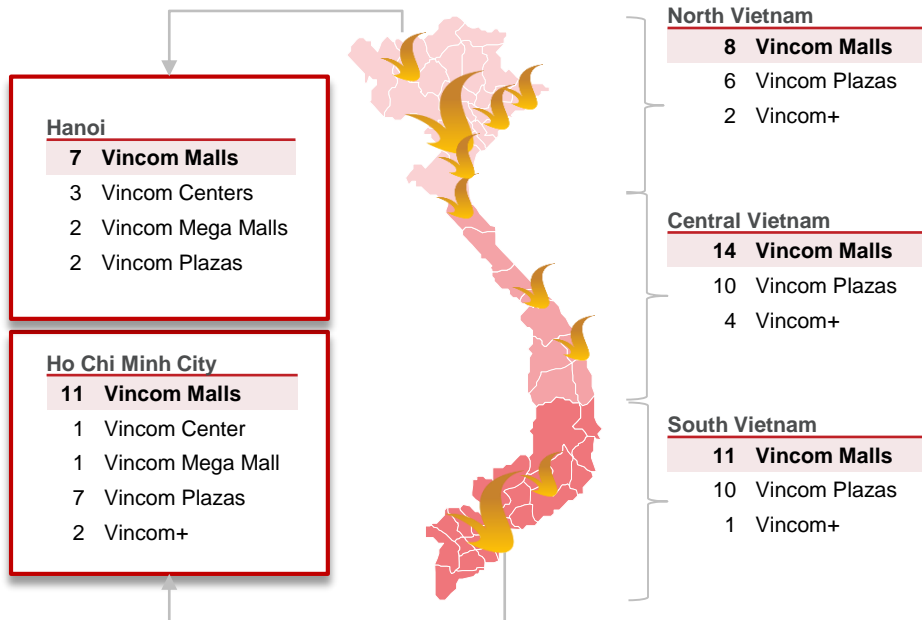 Hanoi
7 Vincom Malls
3 Vincom Centers
2 Vincom Mega Malls
2 Vincom Plazas
Ho Chi Minh City
11 Vincom Malls
1 Vincom Center
1 Vincom Mega Mall
7 Vincom Plazas
2 Vincom+
North Vietnam
8 Vincom Malls
6 Vincom Plazas
2 Vincom+
Central Vietnam
14 Vincom Malls
10 Vincom Plazas
4 Vincom+
South Vietnam
11 Vincom Malls
10 Vincom Plazas
1 Vincom+